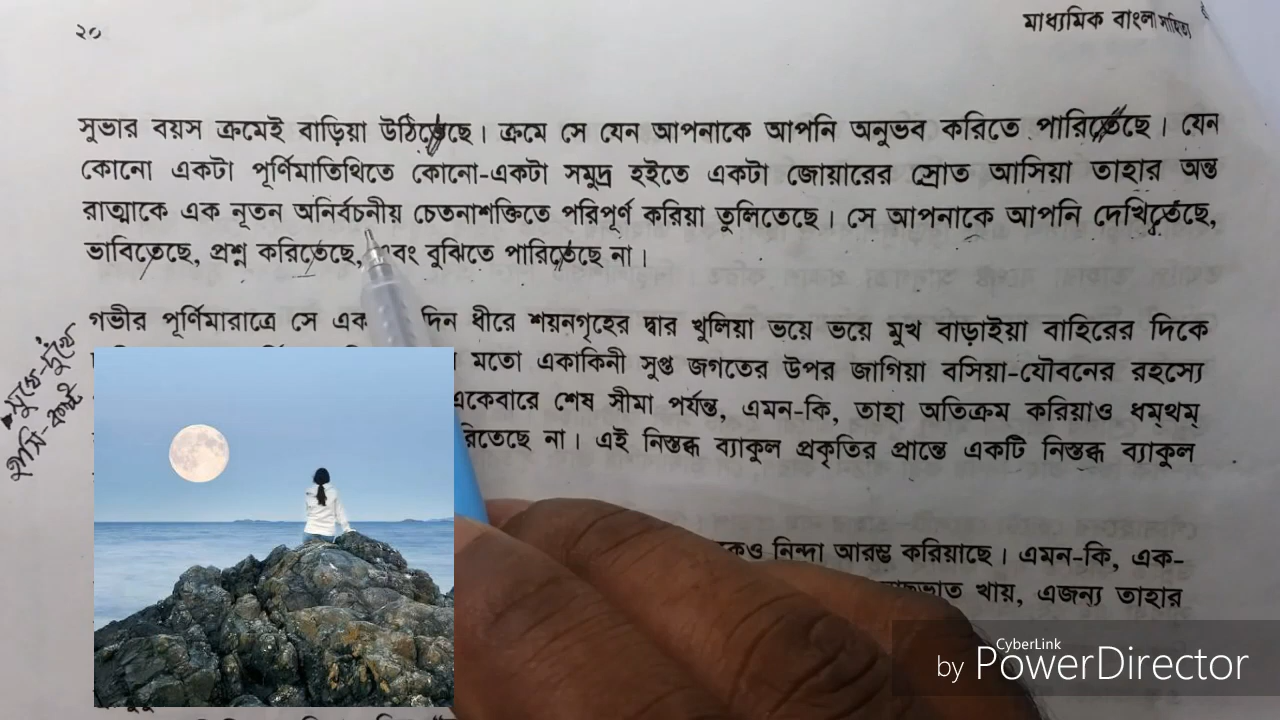 ২০
মাধ্যমিক বাংলা সাহিত্য
সুভার বয়স ক্রমেই বাড়িয়া উঠিতেছে। ক্রমে সে যেন আপনাকে আপনি অনুভব করিতে পারিতেছে। যেন
কোনো একটা পূর্ণিমাতিথিতে কোনো-একটা সমুদ্র হইতে একটা জোয়ারের স্রোত আসিয়া তাহার অন্ত
রাত্মাকে এক নূতন অনির্বচনীয় চেতনাশক্তিতে পরিপূর্ণ করিয়া তুলিতেছে। সে আপনাকে আপনি দেখিতেছে,
ভাবিতেছে, প্রশ্ন করিতেছে, এবং বুঝিতে পারিতেছে না।
গভীর পূর্ণিমারাত্রে সে এক দিন ধীরে শয়নগৃহের দ্বার খুলিয়া ভয়ে ভয়ে মুখ বাড়াইয়া বাহিরের দিকে
মতো একাকিনী সুপ্ত জগতের উপর জাগিয়া বসিয়া-যৌবনের রহস্যে
একেবারে শেষ সীমা পর্যন্ত, এমন-কি, তাহা অতিক্রম করিয়াও থম্‌থম্
রিতেছে না। এই নিস্তব্ধ ব্যাকুল প্রকৃতির প্রান্তে একটি নিস্তব্ধ ব্যাকুল
কেও নিন্দা আরম্ভ করিয়াছে। এমন-কি, এক-
খায়, এজন্য তাহার
CyberLink
by PowerDirector